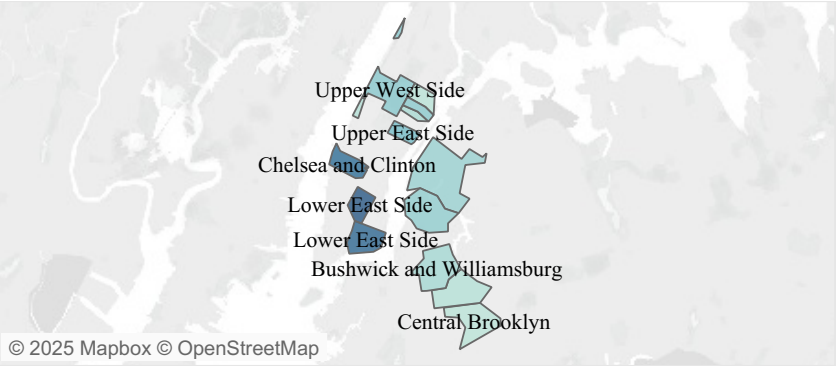 Upper West Side
Upper East Side
Chelsea and Clinton
Lower East Side
Lower East Side
Bushwick and Williamsburg
Central Brooklyn
© 2025 Mapbox © OpenStreetMap